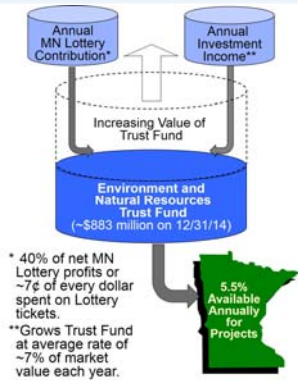 Annual
MN Lottery
Contribution*
Annual
Investment
Income**
Increasing Value of
Trust Fund
Environment and
Natural Resources
Trust Fund
(~$883 million on 12/31/14)
* 40% of net MN
Lottery profits or
~7¢ of every dollar
spent on Lottery
tickets.
**Grows Trust Fund
at average rate of
~7% of market
value each year.
5.5%
Available
Annually
for
Projects